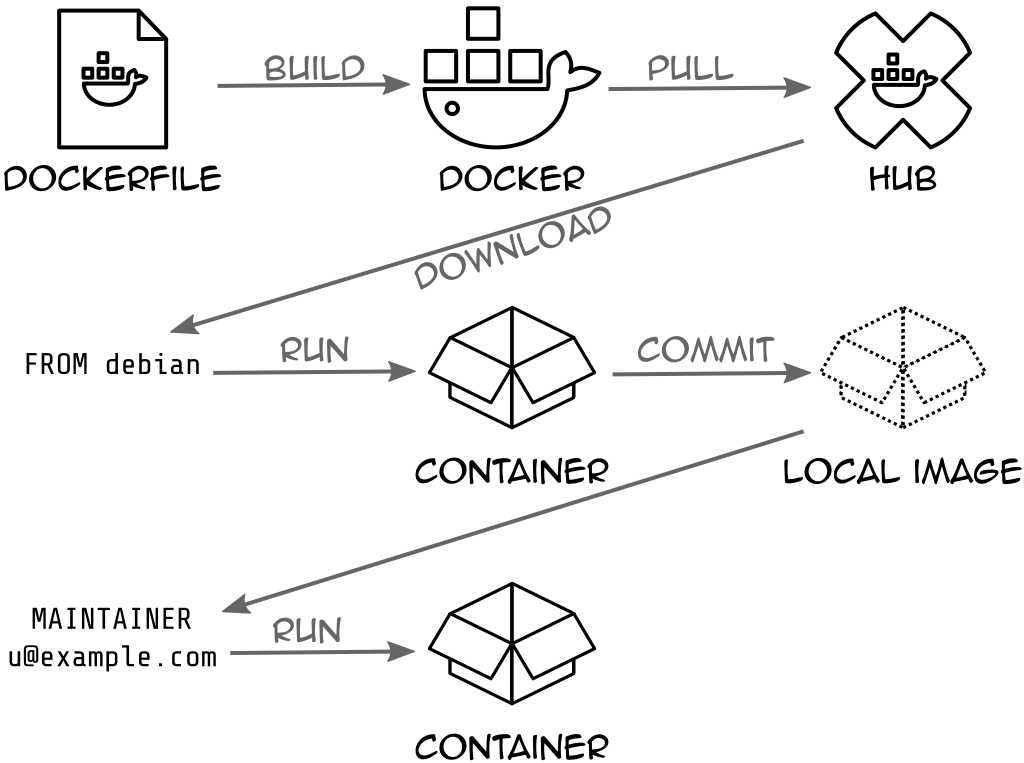 BUILD
PULL
DOCKERFILE
DOCKER
HUB
DOWNLOAD
FROM debian
RUN
COMMIT
CONTAINER
LOCAL IMAGE
MAINTAINER
u@example.com
RUN
CONTAINER